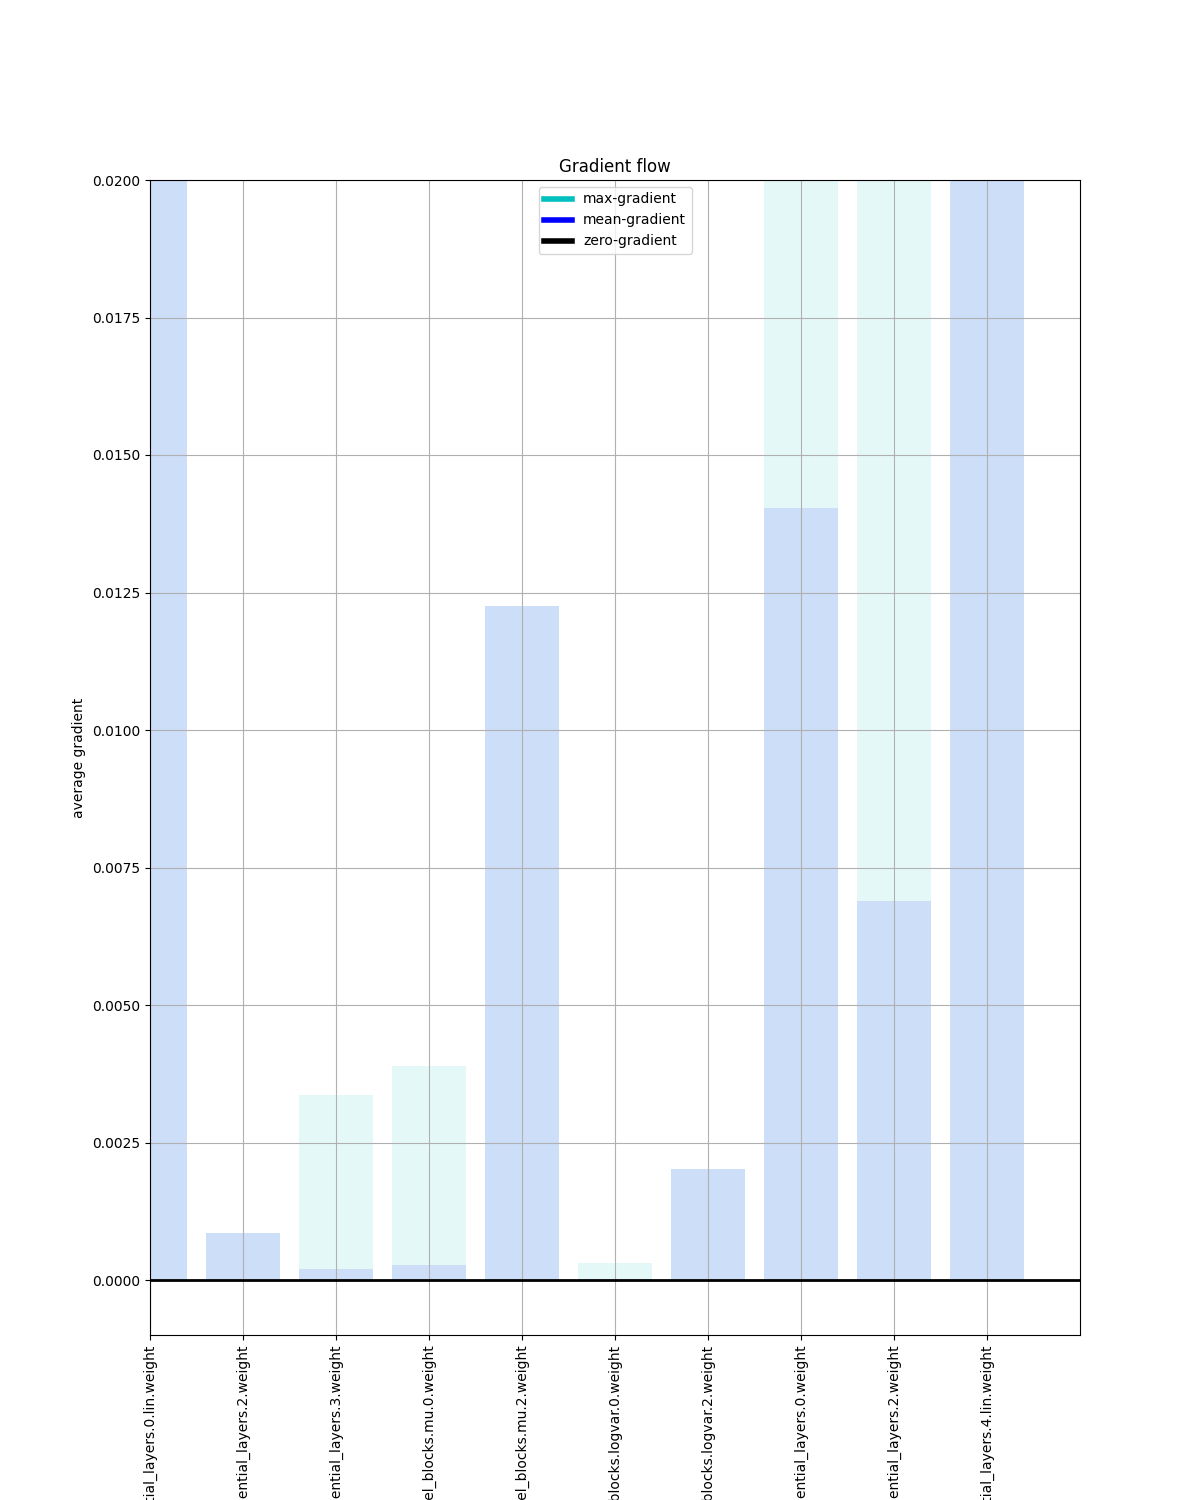 Gradient flow
max-gradient
mean-gradient
zero-gradient
0.0200
0.0175
0.0150
0.0125
0.0100
0.0075
0.0050
0.0025
0.0000
average gradient
tial_layers.0.lin.weight
ential_layers.2.weight
ential_layers.3.weight
el_blocks.mu.0.weight
el_blocks.mu.2.weight
blocks.logvar.0.weight
blocks.logvar.2.weight
ential_layers.0.weight
ential_layers.2.weight
tial_layers.4.lin.weight